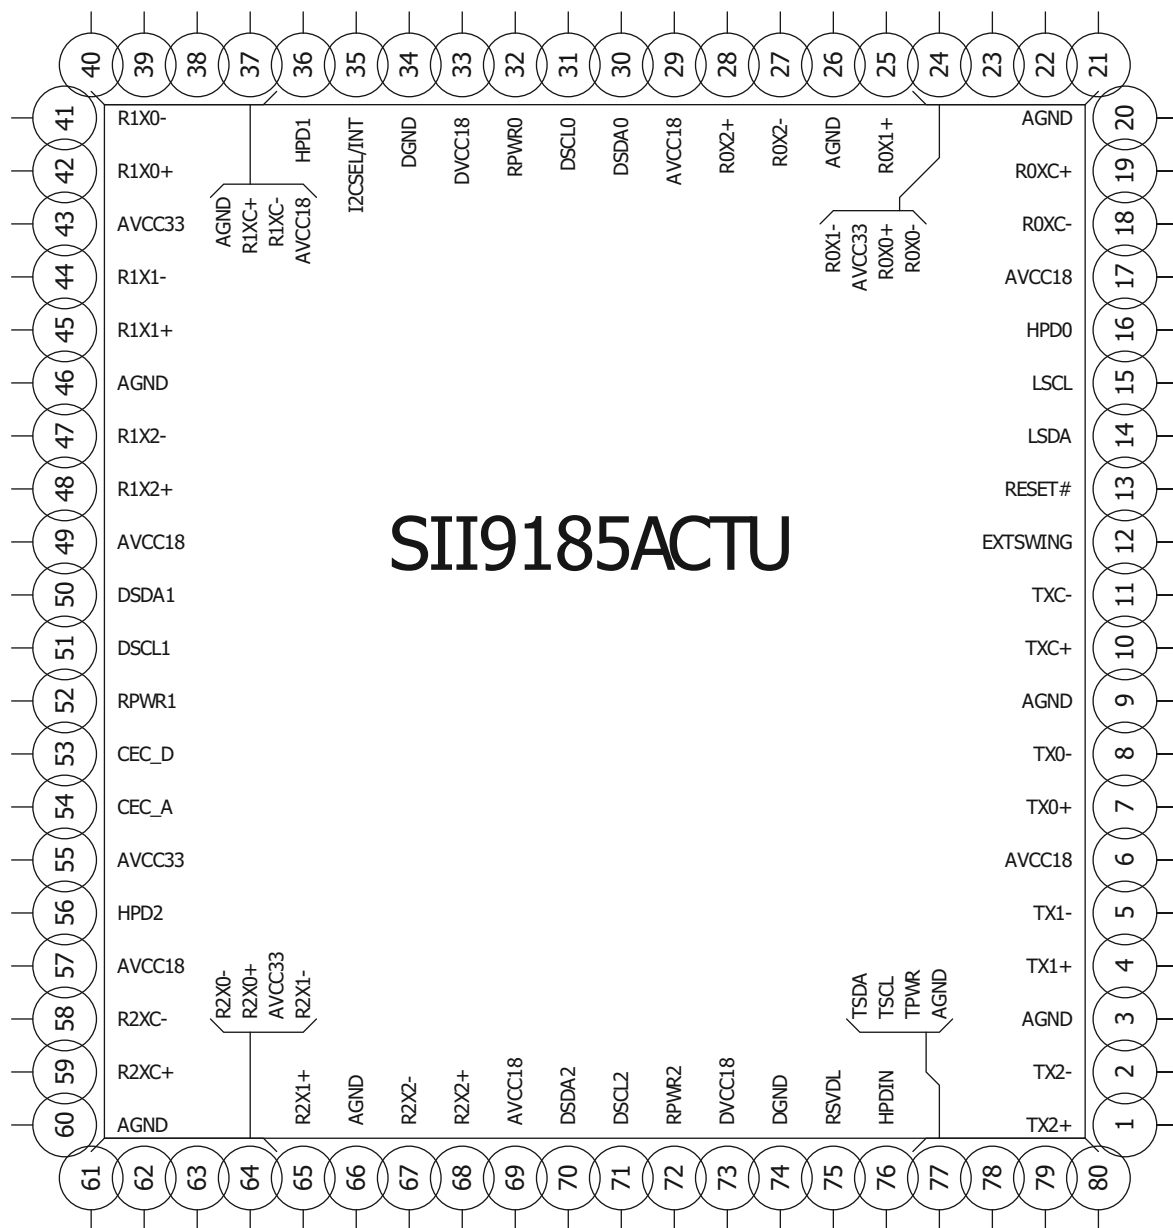 40 39 38 37 36 35 34 33 32 31 30 29 28 27 26 25 24 23 22 21
HPD1
I2CSEL/INT
DGND
DVCC18
RPWR0
DSCL0
DSDA0
AVCC18
R0X2+
R0X2-
AGND
R0X1+
AGND
R1XC+
R1XC-
AVCC18
R0X1-
AVCC33
R0X0+
R0X0-
41 R1X0-
42 R1X0+
43 AVCC33
44 R1X1-
45 R1X1+
46 AGND
47 R1X2-
48 R1X2+
49 AVCC18
50 DSDA1
51 DSCL1
52 RPWR1
53 CEC_D
54 CEC_A
55 AVCC33
56 HPD2
57 AVCC18
58 R2XC-
59 R2XC+
60 AGND
SII9185ACTU
AGND 20
R0XC+ 19
R0XC- 18
AVCC18 17
HPD0 16
LSCL 15
LSDA 14
RESET# 13
EXTSWING 12
TXC- 11
TXC+ 10
AGND 9
TX0- 8
TX0+ 7
AVCC18 6
TX1- 5
TX1+ 4
AGND 3
TX2- 2
TX2+ 1
R2X0-
R2X0+
AVCC33
R2X1-
TSDA
TSCL
TPWR
AGND
R2X1+
AGND
R2X2-
R2X2+
AVCC18
DSDA2
DSCL2
RPWR2
DVCC18
DGND
RSVDL
HPDIN
61 62 63 64 65 66 67 68 69 70 71 72 73 74 75 76 77 78 79 80